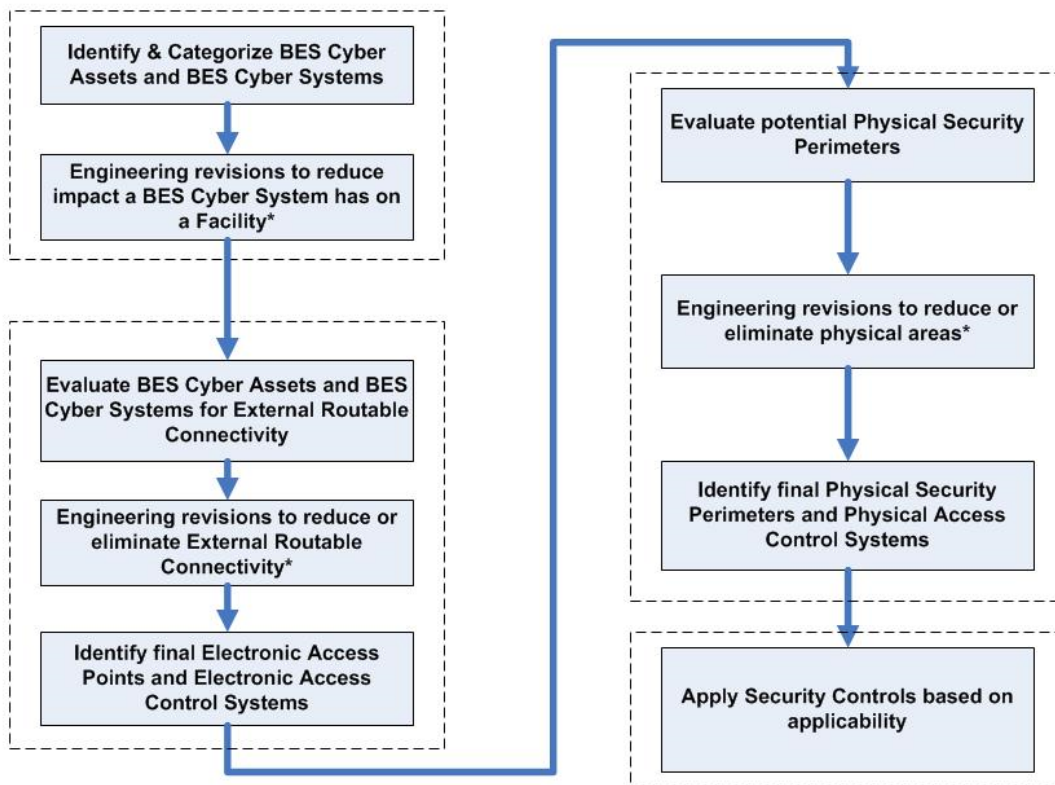 Identify & Categorize BES Cyber
Assets and BES Cyber Systems
Engineering revisions to reduce
impact a BES Cyber System has on
a Facility*
Evaluate BES Cyber Assets and BES
Cyber Systems for External Routable
Connectivity
Engineering revisions to reduce or
eliminate External Routable
Connectivity*
Identify final Electronic Access
Points and Electronic Access
Control Systems
Evaluate potential Physical Security
Perimeters
Engineering revisions to reduce or
eliminate physical areas*
Identify final Physical Security
Perimeters and Physical Access
Control Systems
Apply Security Controls based on
applicability